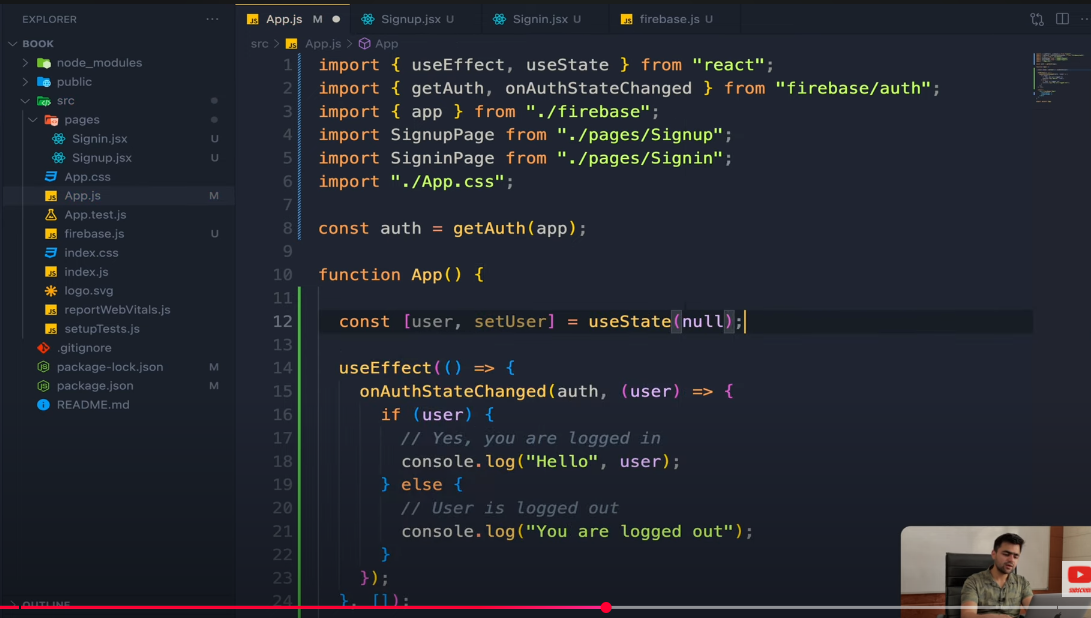 EXPLORER ...
BOOK
node_modules
public
src
pages
Signin.jsx U
Signup.jsx U
App.css
App.js M
App.test.js
firebase.js U
index.css
index.js
logo.svg
reportWebVitals.js
setupTests.js
.gitignore
package-lock.json M
package.json M
README.md
OUTLINE
JS App.js M Signup.jsx U Signin.jsx U JS firebase.js U
src > JS App.js > App
1 import { useEffect, useState } from "react";
2 import { getAuth, onAuthStateChanged } from "firebase/auth";
3 import { app } from "./firebase";
4 import SignupPage from "./pages/Signup";
5 import SigninPage from "./pages/Signin";
6 import "./App.css";
7
8 const auth = getAuth(app);
9
10 function App() {
11
12 const [user, setUser] = useState(null);
13
14 useEffect(() => {
15 onAuthStateChanged(auth, (user) => {
16 if (user) {
17 // Yes, you are logged in
18 console.log("Hello", user);
19 } else {
20 // User is logged out
21 console.log("You are logged out");
22 }
23 });
24 }, []);
SUBSCRIBE